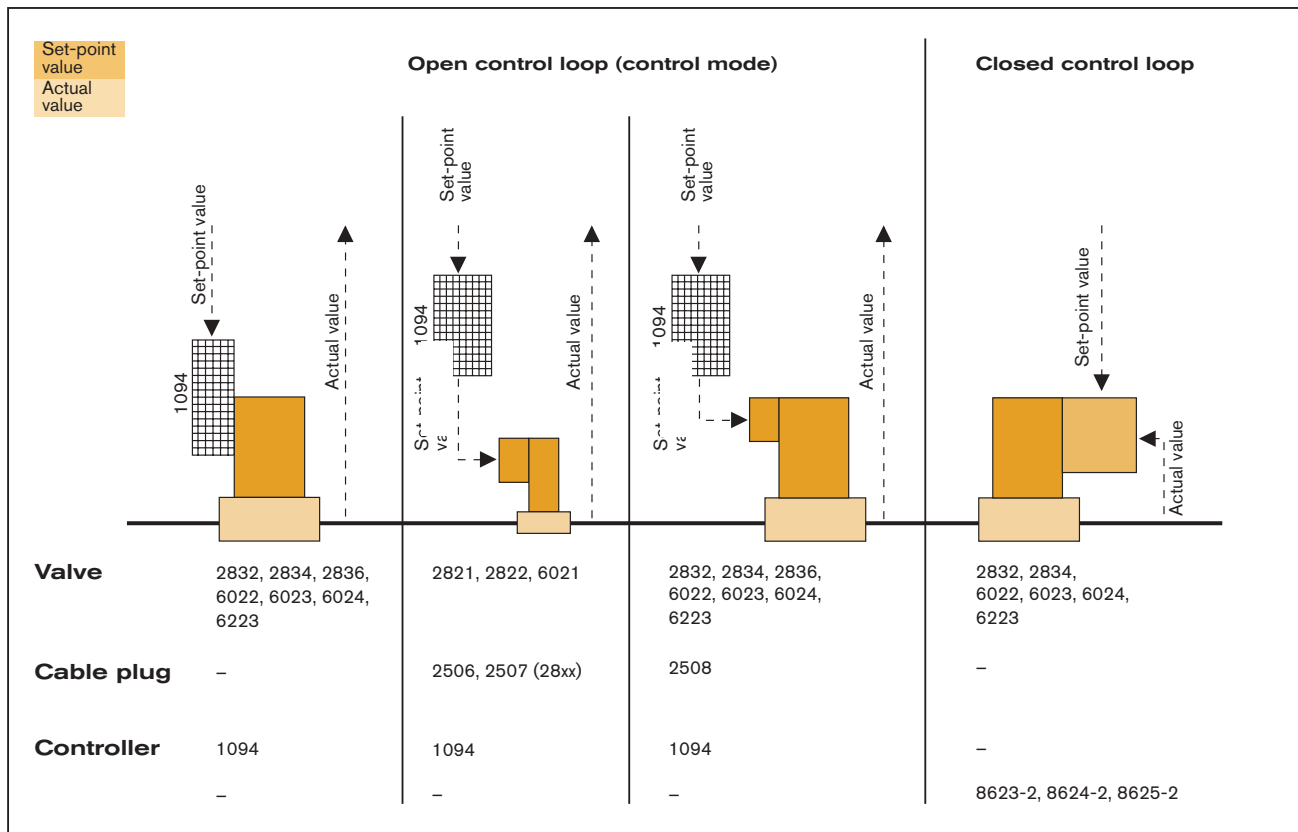 Set-point
value
Actual
value
Open control loop (control mode)
Closed control loop
Set-point value
1094
Actual value
Set-point
value
1094
Actual value
Set-point
value
1094
Actual value
Set-point value
Actual value
Valve
2832, 2834, 2836,
6022, 6023, 6024,
6223
2821, 2822, 6021
2832, 2834, 2836,
6022, 6023, 6024,
6223
2832, 2834,
6022, 6023, 6024,
6223
Cable plug
–
2506, 2507 (28xx)
2508
–
Controller
1094
1094
1094
–
–
–
–
8623-2, 8624-2, 8625-2